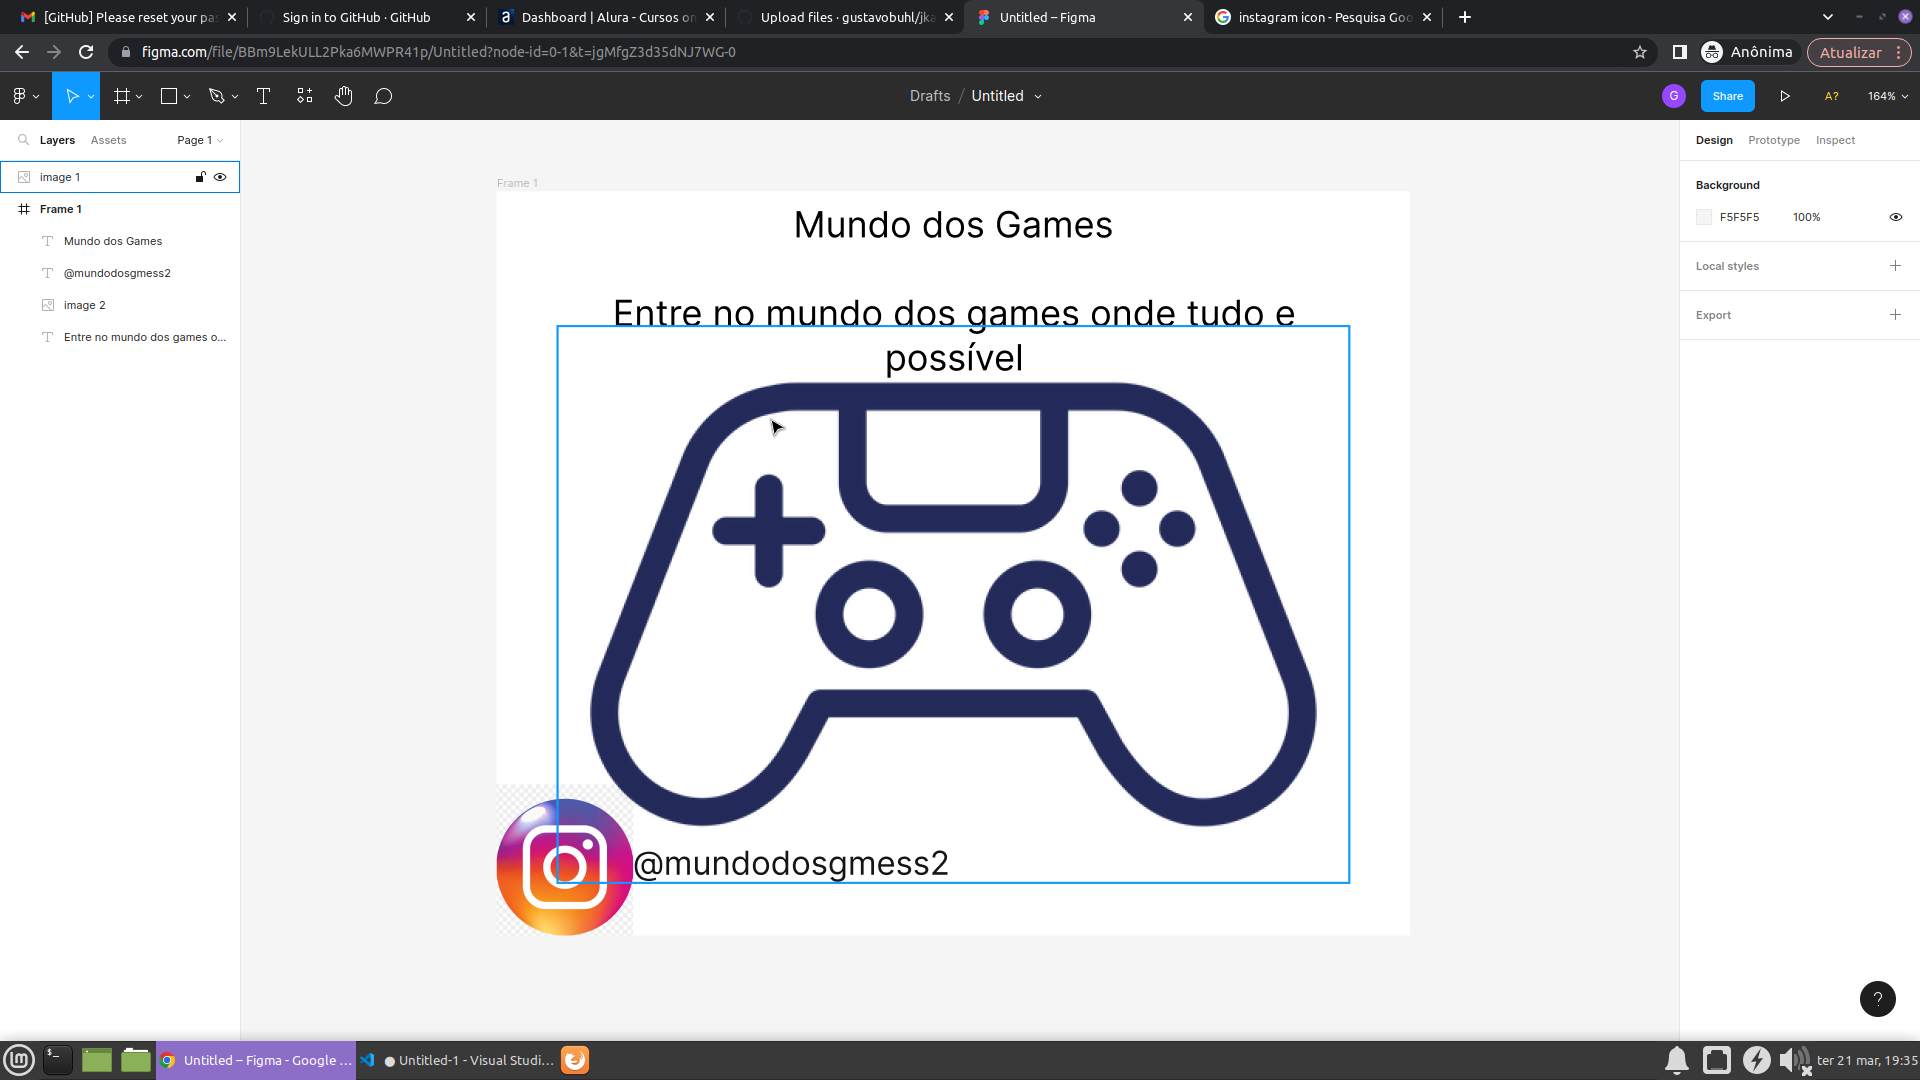 [GitHub] Please reset your pa
Sign in to GitHub · GitHub
Dashboard | Alura - Cursos on
Upload files · gustavobuhl/jka
Untitled – Figma
instagram icon - Pesquisa Goo
figma.com/file/BBm9LekULL2Pka6MWPR41p/Untitled?node-id=0-1&t=jgMfgZ3d35dNJ7WG-0
Anônima
Atualizar
Drafts / Untitled
G
Share
A?
164%
Layers
Assets
Page 1
image 1
Frame 1
Mundo dos Games
@mundodosgmess2
image 2
Entre no mundo dos games o...
Frame 1
Mundo dos Games
Entre no mundo dos games onde tudo e
possível
@mundodosgmess2
Design
Prototype
Inspect
Background
F5F5F5
100%
Local styles
Export
?
Untitled – Figma - Google ...
Untitled-1 - Visual Studi...
ter 21 mar, 19:35